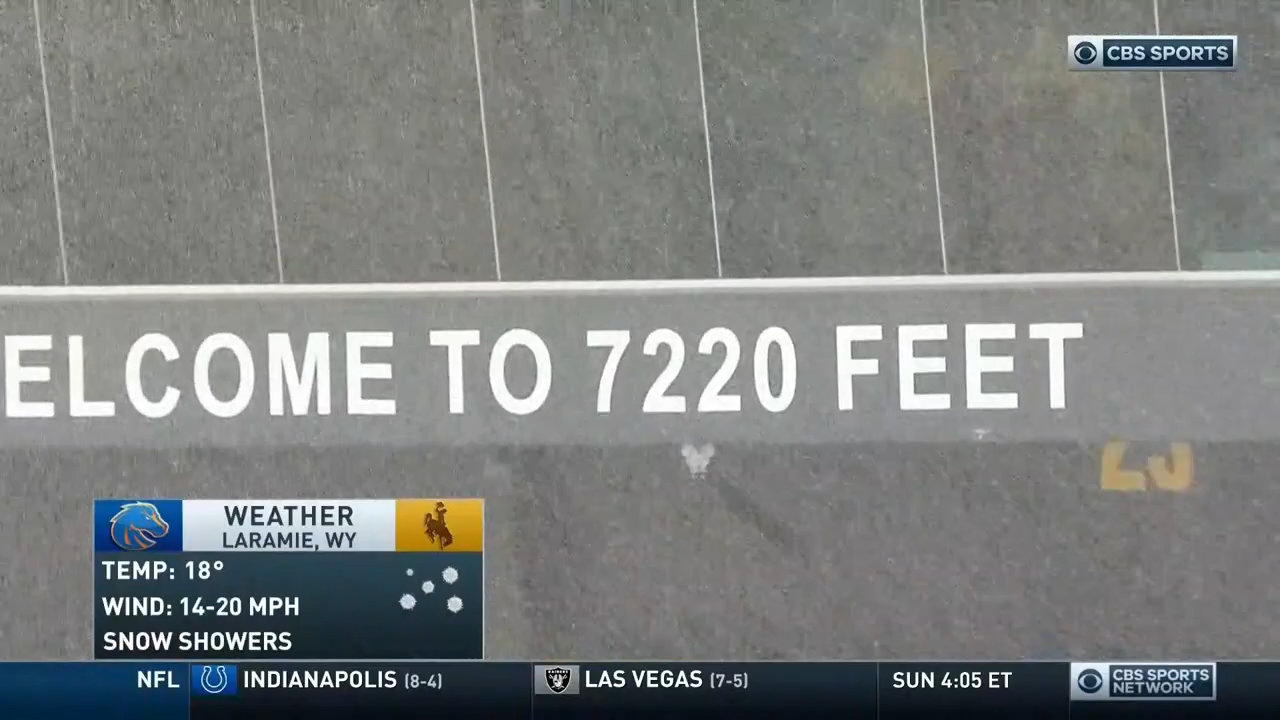 CBS SPORTS
ELCOME TO 7220 FEET
WEATHER
LARAMIE, WY
TEMP: 18°
WIND: 14-20 MPH
SNOW SHOWERS
NFL INDIANAPOLIS (8-4) RAIDERS LAS VEGAS (7-5) SUN 4:05 ET CBS SPORTS NETWORK